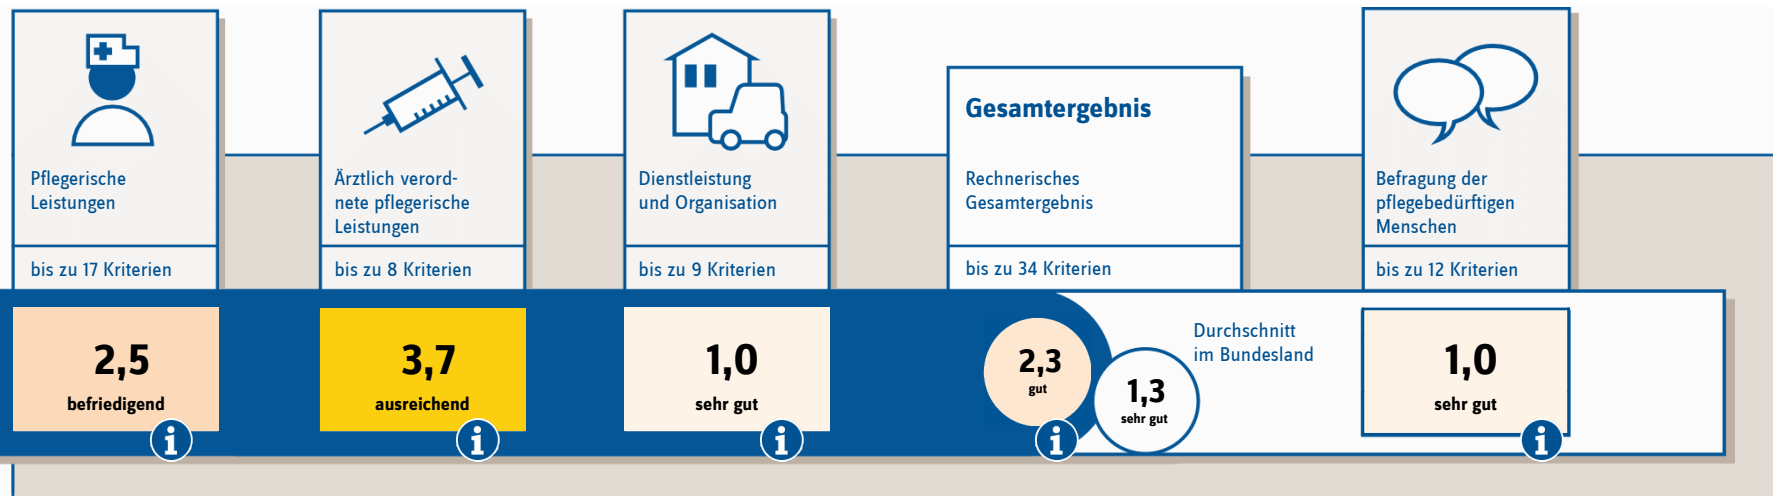 Pflegerische
Leistungen
bis zu 17 Kriterien
2,5
befriedigend
i
Ärztlich verord-
nete pflegerische
Leistungen
bis zu 8 Kriterien
3,7
ausreichend
i
Dienstleistung
und Organisation
bis zu 9 Kriterien
1,0
sehr gut
i
Gesamtergebnis
Rechnerisches
Gesamtergebnis
bis zu 34 Kriterien
2,3
gut
i
Durchschnitt
im Bundesland
1,3
sehr gut
Befragung der
pflegebedürftigen
Menschen
bis zu 12 Kriterien
1,0
sehr gut
i